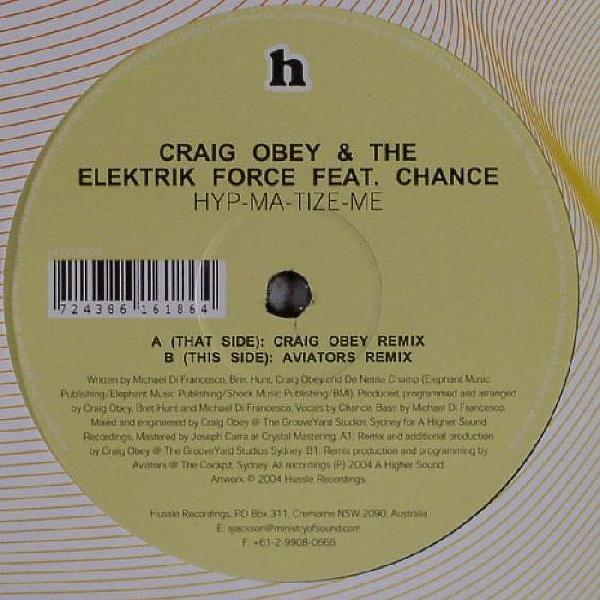 h
CRAIG OBEY & THE
ELEKTRIK FORCE FEAT. CHANCE
HYP-MA-TIZE-ME
724386 161864
A (THAT SIDE): CRAIG OBEY REMIX
B (THIS SIDE): AVIATORS REMIX
Written by Michael Di Francesco, Bret Hunt, Craig Obey and De Netrie Champ (Elephant Music
Publishing/Elephant Music Publishing/Shock Music Publishing/BMI). Produced, programmed and arranged
by Craig Obey, Bret Hunt and Michael Di Francesco. Vocals by Chance. Bass by Michael Di Francesco.
Mixed and engineered by Craig Obey @ The GrooveYard Studios Sydney for A Higher Sound
Recordings. Mastered by Joseph Carra at Crystal Mastering. A1: Remix and additional production
by Craig Obey @ The GrooveYard Studios Sydney. B1: Remix production and programming by
Aviators @ The Cockpit, Sydney. All recordings (P) 2004 A Higher Sound.
Artwork © 2004 Hussle Recordings.
Hussle Recordings, PO Box 311, Cremorne NSW 2090, Australia
E: ajackson@ministryofsound.com
F: +61-2-9908-0666